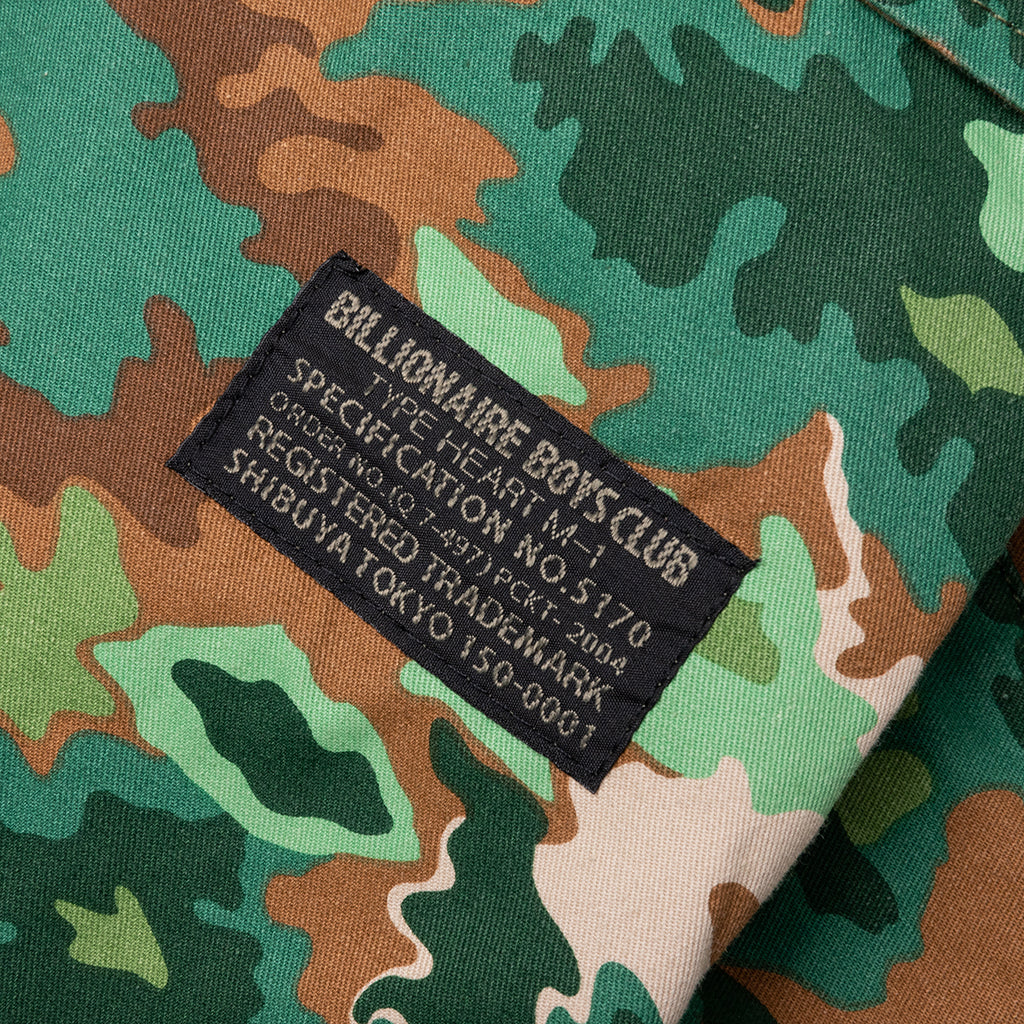 BILLIONAIRE BOYS CLUB
TYPE HEART M-1
SPECIFICATION NO.5170
ORDER NO.(Q.7-497) PCKT-2004
REGISTERED TRADEMARK
SHIBUYA TOKYO 150-0001